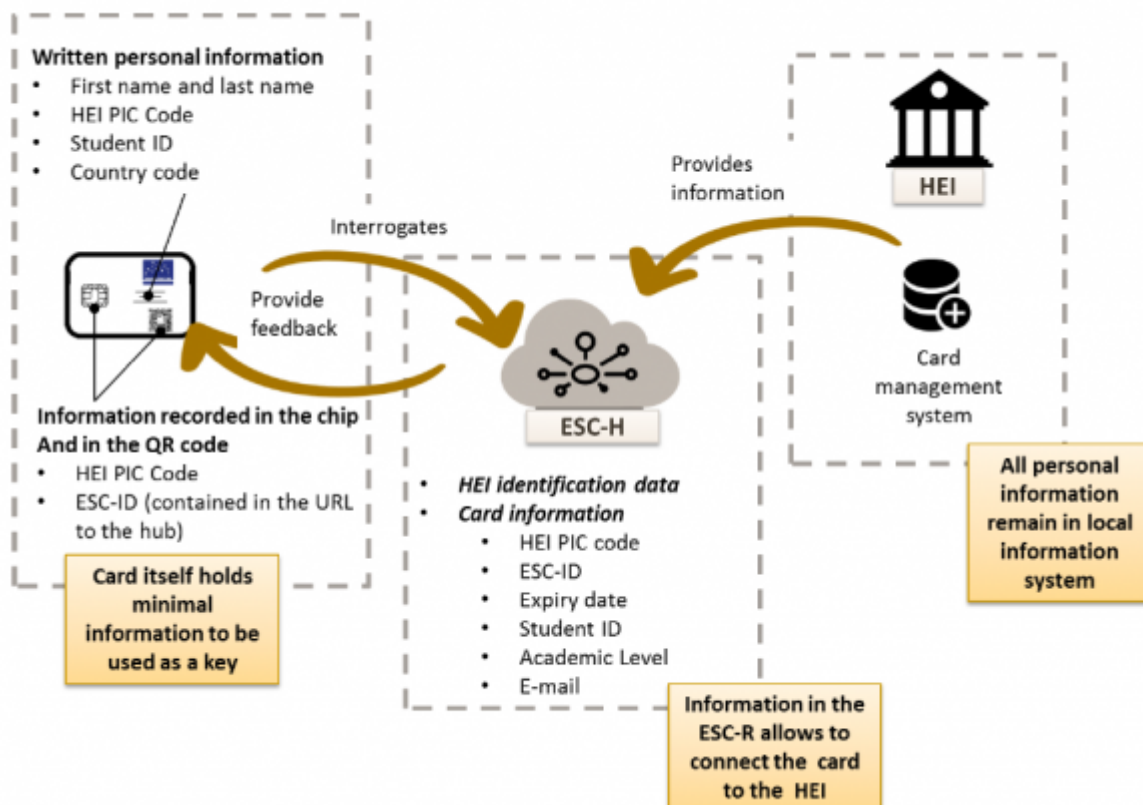 Written personal information
• First name and last name
• HEI PIC Code
• Student ID
• Country code
Interrogates
Provide
feedback
Information recorded in the chip
And in the QR code
• HEI PIC Code
• ESC-ID (contained in the URL
to the hub)
Card itself holds
minimal
information to be
used as a key
ESC-H
• HEI identification data
• Card information
• HEI PIC code
• ESC-ID
• Expiry date
• Student ID
• Academic Level
• E-mail
Information in the
ESC-R allows to
connect the card
to the HEI
Provides
information
HEI
Card
management
system
All personal
information
remain in local
information
system